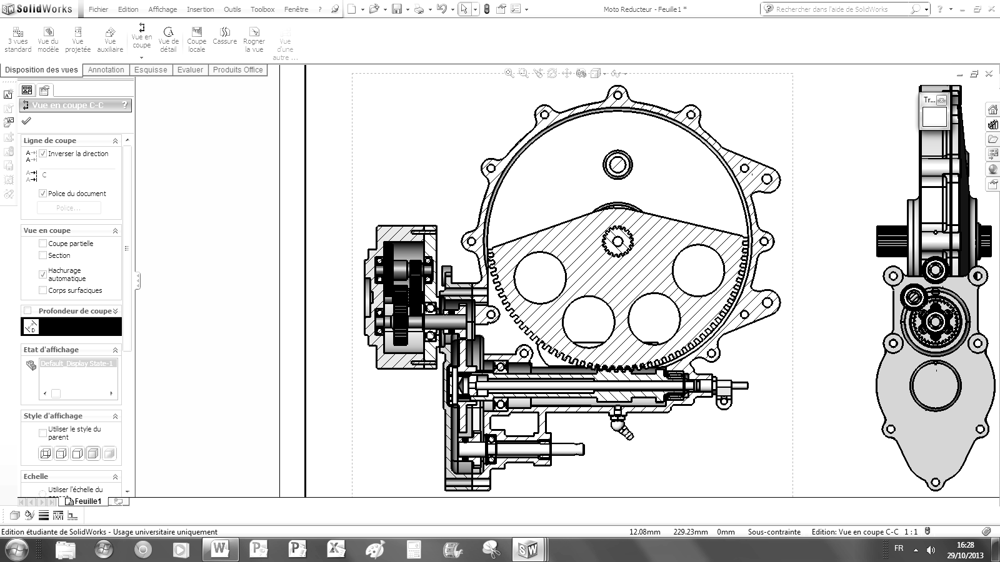 SolidWorks
Fichier Edition Affichage Insertion Outils Toolbox Fenêtre ?
Moto Reducteur - Feuille1 *
Rechercher dans l'aide de SolidWorks
?
3 vues standard
Vue du modèle
Vue projetée
Vue auxiliaire
Vue en coupe
Vue de détail
Coupe locale
Cassure
Rogner la vue
Vue d'une autre ...
Disposition des vues Annotation Esquisse Evaluer Produits Office
Vue en coupe C-C ?
Ligne de coupe
Inverser la direction
C
Police du document
Police...
Vue en coupe
Coupe partielle
Section
Hachurage
automatique
Corps surfaciques
Profondeur de coupe
Etat d'affichage
Default_Display State-1
Style d'affichage
Utiliser le style du
parent
Echelle
Utiliser l'échelle du
Tr...
Feuille1
Edition étudiante de SolidWorks - Usage universitaire uniquement
12.08mm 229.23mm 0mm Sous-contrainte Edition: Vue en coupe C-C 1 : 1
FR
16:28
29/10/2013